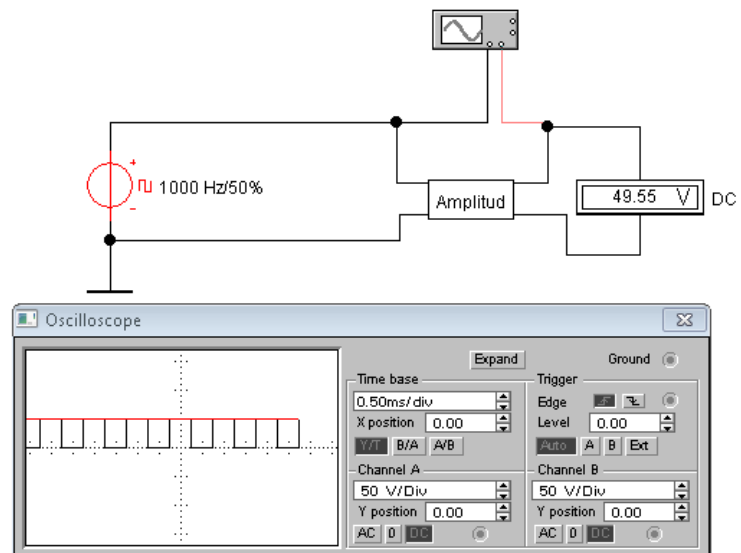 1000 Hz/50%
Amplitud
49.55 V DC
Oscilloscope
Expand
Ground
Time base
0.50ms/div
X position 0.00
Y/T B/A A/B
Trigger
Edge
Level 0.00
Auto A B Ext
Channel A
50 V/Div
Y position 0.00
AC 0 DC
Channel B
50 V/Div
Y position 0.00
AC 0 DC